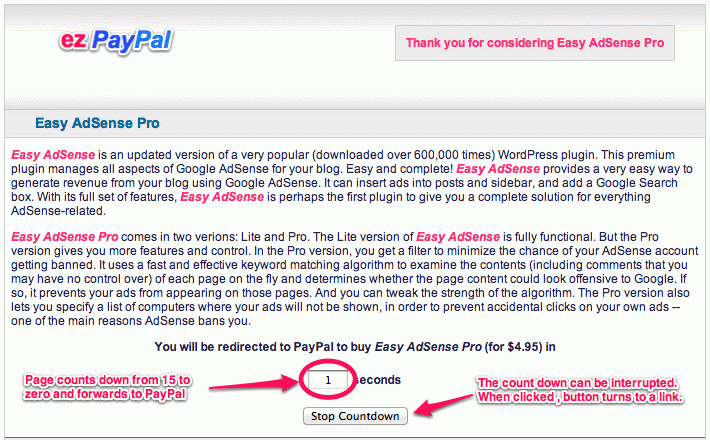 ez PayPal
Thank you for considering Easy AdSense Pro
Easy AdSense Pro
Easy AdSense is an updated version of a very popular (downloaded over 600,000 times) WordPress plugin. This premium
plugin manages all aspects of Google AdSense for your blog. Easy and complete! Easy AdSense provides a very easy way to
generate revenue from your blog using Google AdSense. It can insert ads into posts and sidebar, and add a Google Search
box. With its full set of features, Easy AdSense is perhaps the first plugin to give you a complete solution for everything
AdSense-related.
Easy AdSense Pro comes in two verions: Lite and Pro. The Lite version of Easy AdSense is fully functional. But the Pro
version gives you more features and control. In the Pro version, you get a filter to minimize the chance of your AdSense account
getting banned. It uses a fast and effective keyword matching algorithm to examine the contents (including comments that you
may have no control over) of each page on the fly and determines whether the page content could look offensive to Google. If
so, it prevents your ads from appearing on those pages. And you can tweak the strength of the algorithm. The Pro version also
lets you specify a list of computers where your ads will not be shown, in order to prevent accidental clicks on your own ads --
one of the main reasons AdSense bans you.
You will be redirected to PayPal to buy Easy AdSense Pro (for $4.95) in
1 seconds
Page counts down from 15 to
zero and forwards to PayPal
The count down can be interrupted.
When clicked , button turns to a link.
Stop Countdown